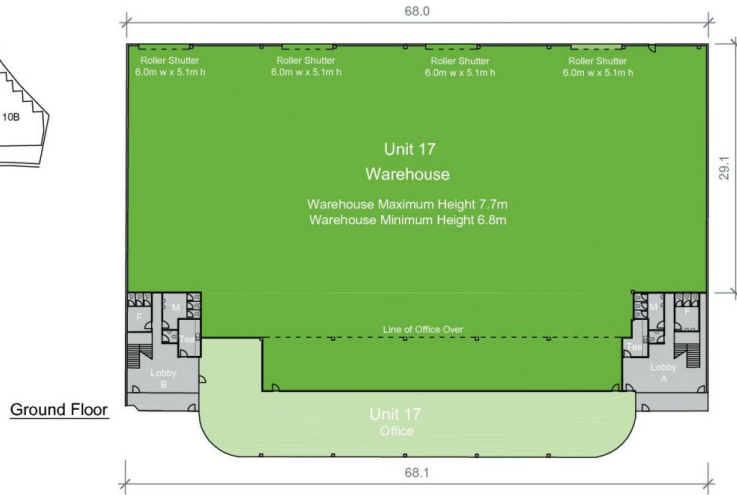 68.0
10B
Roller Shutter
6.0m w x 5.1m h
Roller Shutter
6.0m w x 5.1m h
Roller Shutter
6.0m w x 5.1m h
Roller Shutter
6.0m w x 5.1m h
29.1
Unit 17
Warehouse
Warehouse Maximum Height 7.7m
Warehouse Minimum Height 6.8m
F
M
M
F
Line of Office Over
Tea
Tea
Lobby
B
Lobby
A
Ground Floor
Unit 17
Office
68.1